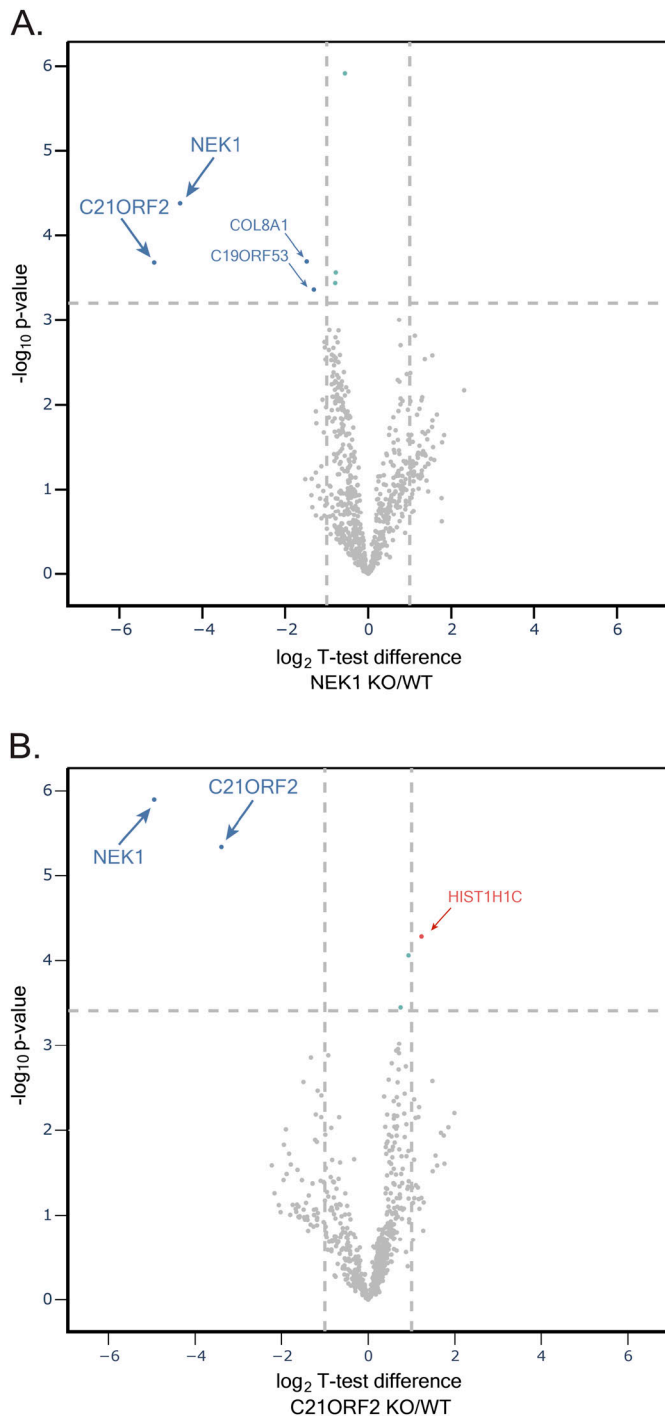 A.
6
5
4
3
2
1
0
-log10 p-value
NEK1
C21ORF2
COL8A1
C19ORF53
−6
−4
−2
0
2
4
6
log2 T-test difference
NEK1 KO/WT
B.
6
5
4
3
2
1
0
-log10 p-value
C21ORF2
NEK1
HIST1H1C
−6
−4
−2
0
2
4
6
log2 T-test difference
C21ORF2 KO/WT